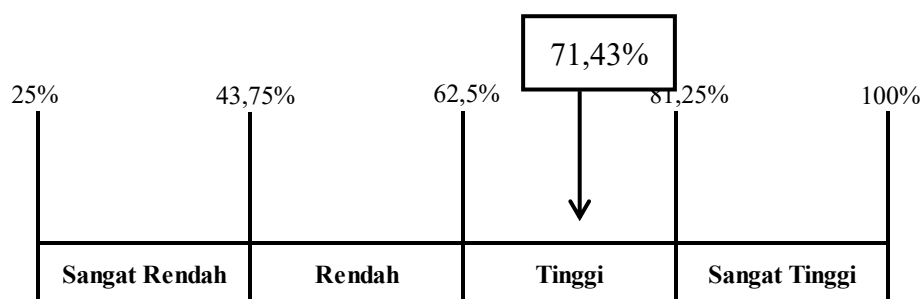 71,43%
25% 43,75% 62,5% 81,25% 100%
Sangat Rendah Rendah Tinggi Sangat Tinggi